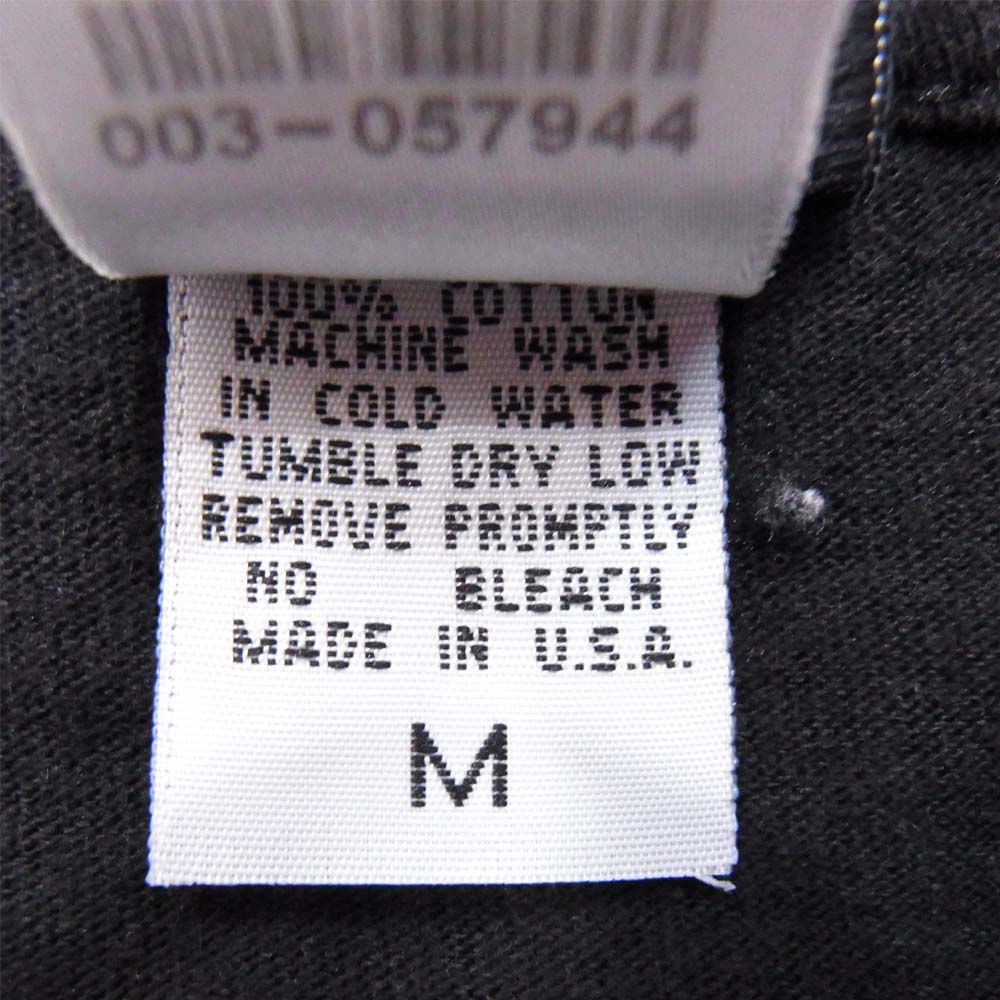 003-057944
100% COTTON
MACHINE WASH
IN COLD WATER
TUMBLE DRY LOW
REMOVE PROMPTLY
NO BLEACH
MADE IN U.S.A.
M